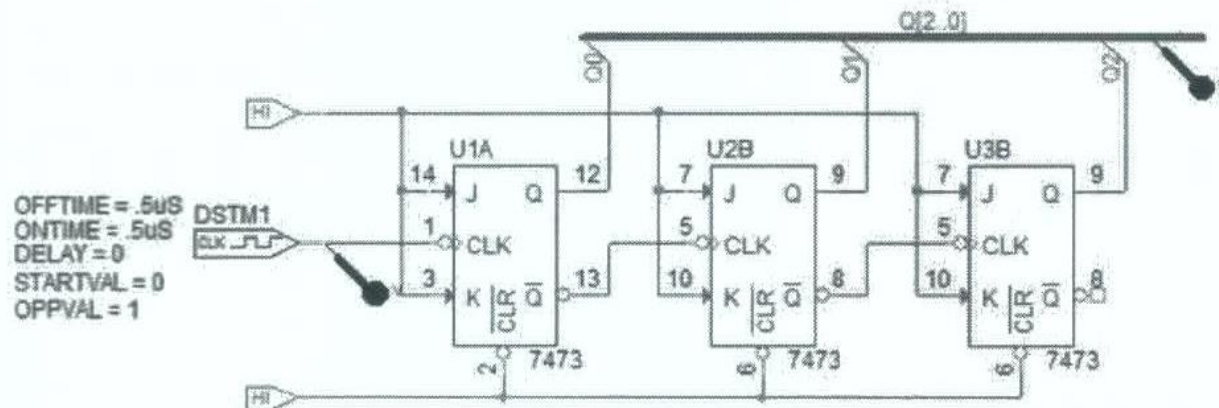 Q[2..0]
Q0
Q1
Q2
HI
U1A
U2B
U3B
14
J
Q
12
7
J
Q
9
7
J
Q
9
OFFTIME = .5uS
ONTIME = .5uS
DELAY = 0
STARTVAL = 0
OPPVAL = 1
DSTM1
CLK
1
CLK
5
CLK
5
CLK
3
K
Q
13
10
K
Q
8
10
K
Q
8
CLR
CLR
CLR
2
7473
6
7473
6
7473
HI